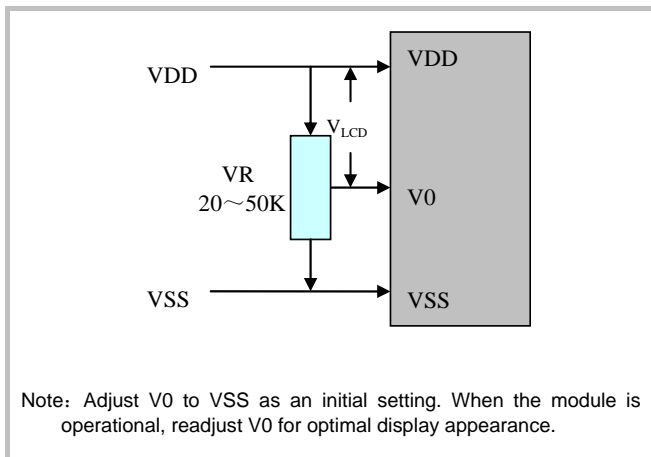 VDD
VDD
V_LCD
VR
20～50K
V0
VSS
VSS
Note：Adjust V0 to VSS as an initial setting. When the module is
operational, readjust V0 for optimal display appearance.